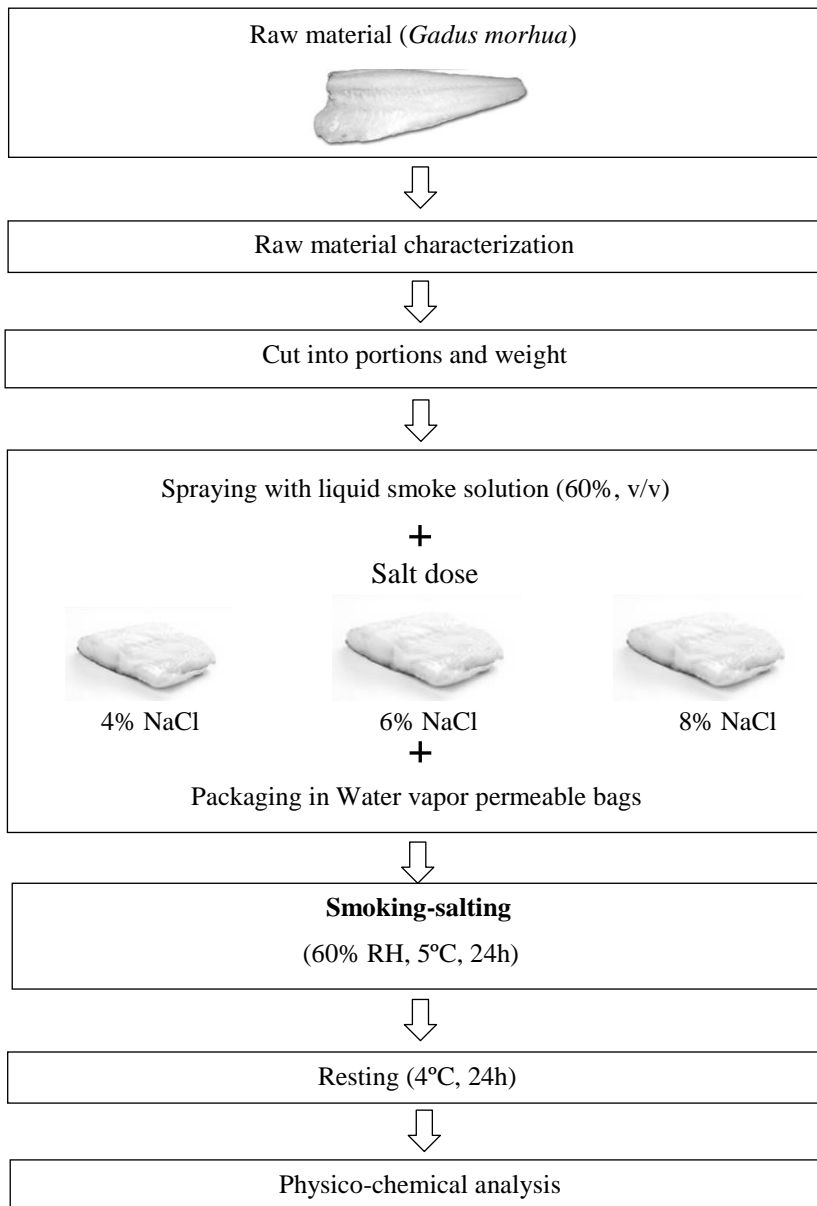 Raw material (Gadus morhua)
Raw material characterization
Cut into portions and weight
Spraying with liquid smoke solution (60%, v/v)
+
Salt dose
4% NaCl 6% NaCl 8% NaCl
+
Packaging in Water vapor permeable bags
Smoking-salting
(60% RH, 5ºC, 24h)
Resting (4ºC, 24h)
Physico-chemical analysis